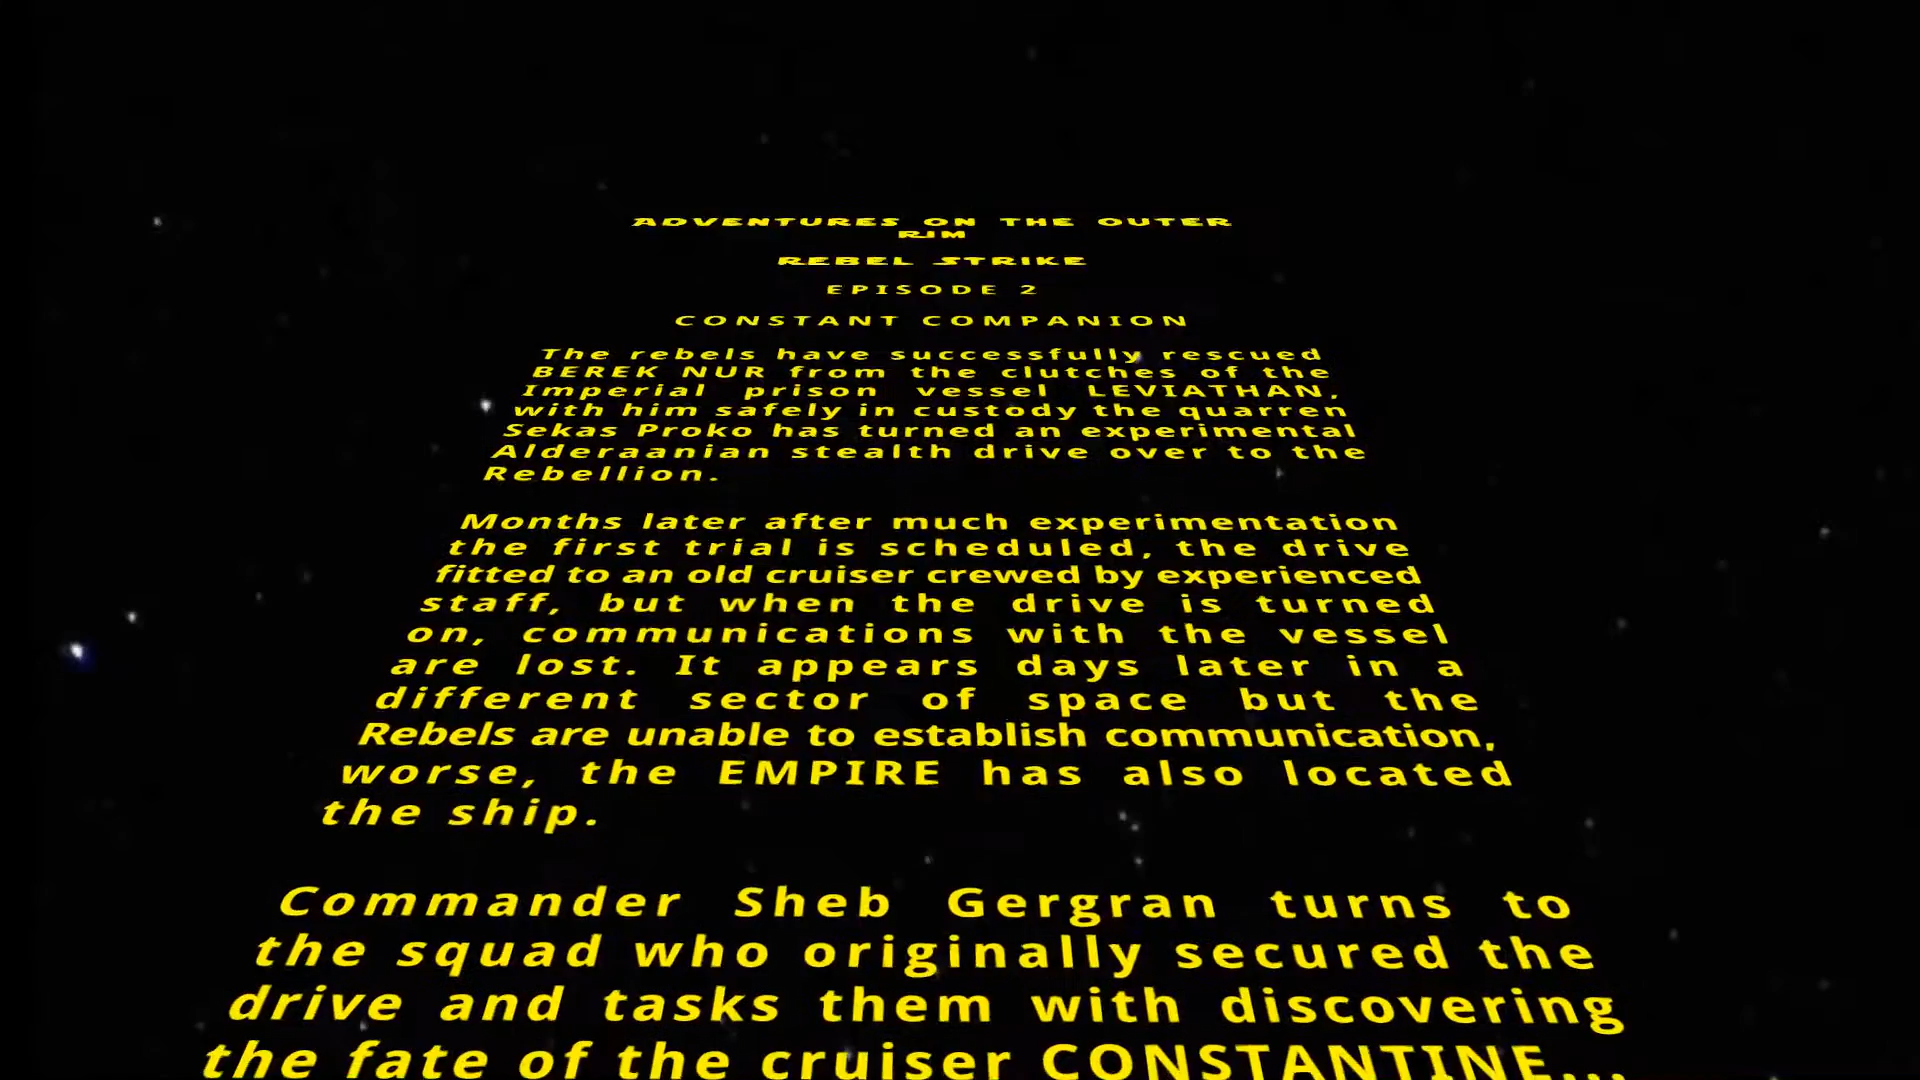 ADVENTURES ON THE OUTER
RIM
REBEL STRIKE
EPISODE 2
CONSTANT COMPANION
The rebels have successfully rescued
BEREK NUR from the clutches of the
Imperial prison vessel LEVIATHAN,
with him safely in custody the quarren
Sekas Proko has turned an experimental
Alderaanian stealth drive over to the
Rebellion.
Months later after much experimentation
the first trial is scheduled, the drive
fitted to an old cruiser crewed by experienced
staff, but when the drive is turned
on, communications with the vessel
are lost. It appears days later in a
different sector of space but the
Rebels are unable to establish communication,
worse, the EMPIRE has also located
the ship.
Commander Sheb Gergran turns to
the squad who originally secured the
drive and tasks them with discovering
the fate of the cruiser CONSTANTINE...